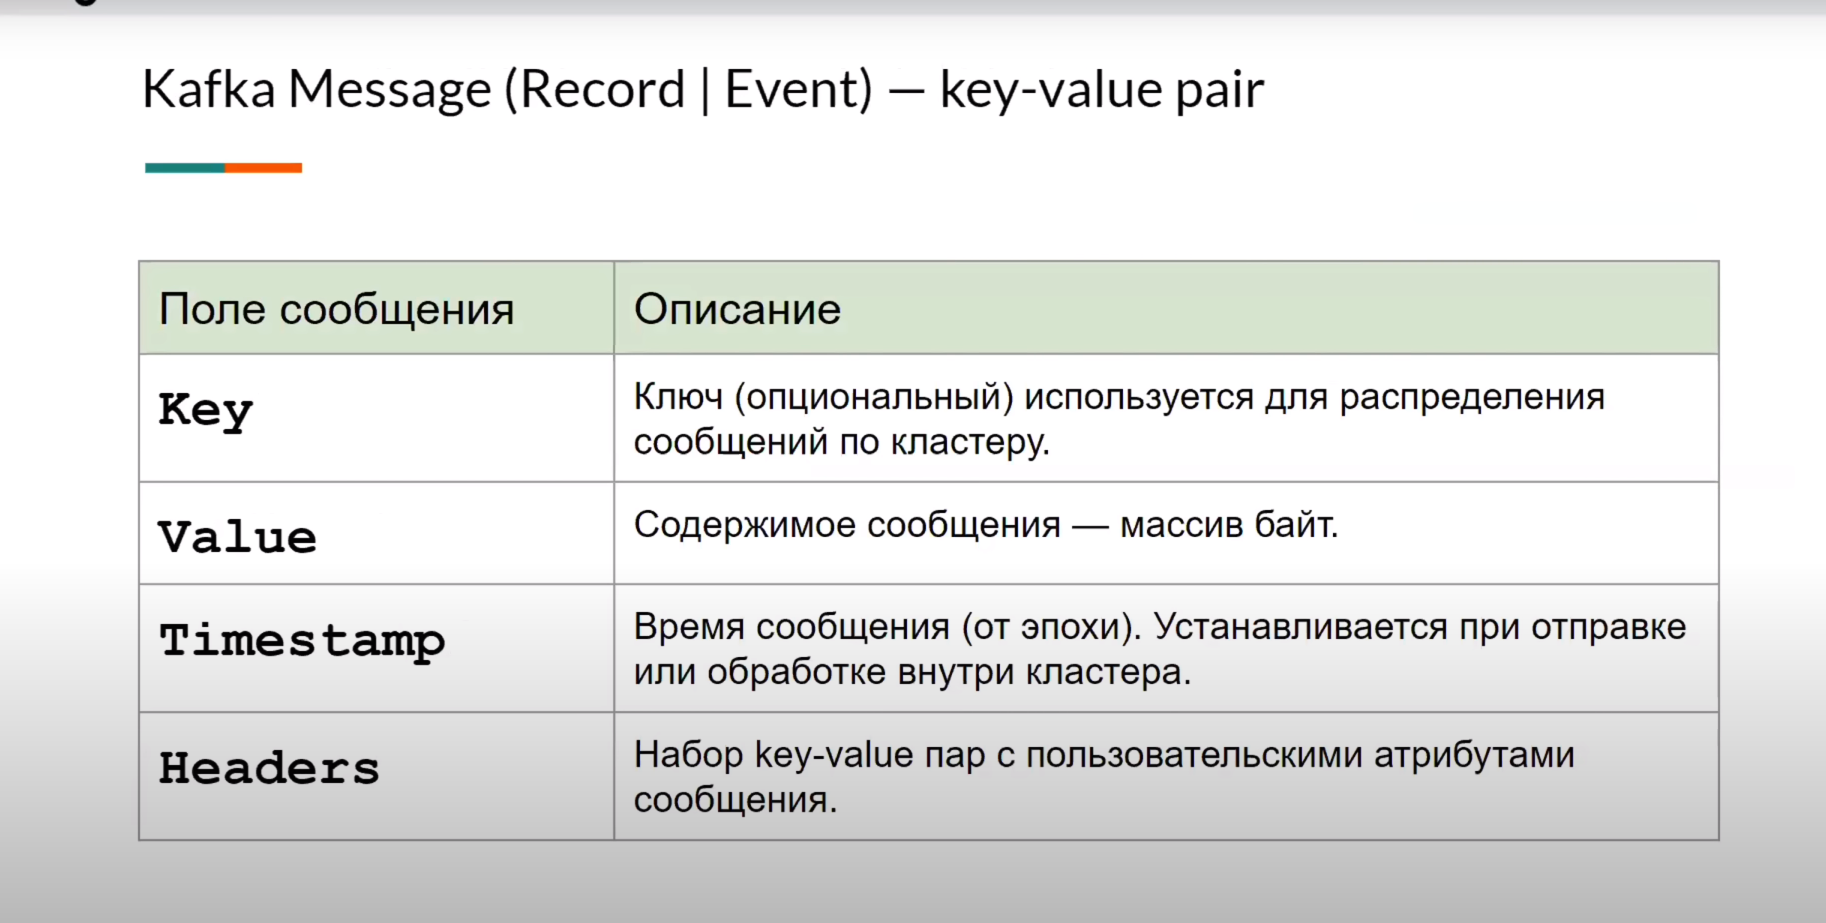 Kafka Message (Record | Event) — key-value pair
Поле сообщения
Описание
Key
Ключ (опциональный) используется для распределения
сообщений по кластеру.
Value
Содержимое сообщения — массив байт.
Timestamp
Время сообщения (от эпохи). Устанавливается при отправке
или обработке внутри кластера.
Headers
Набор key-value пар с пользовательскими атрибутами
сообщения.